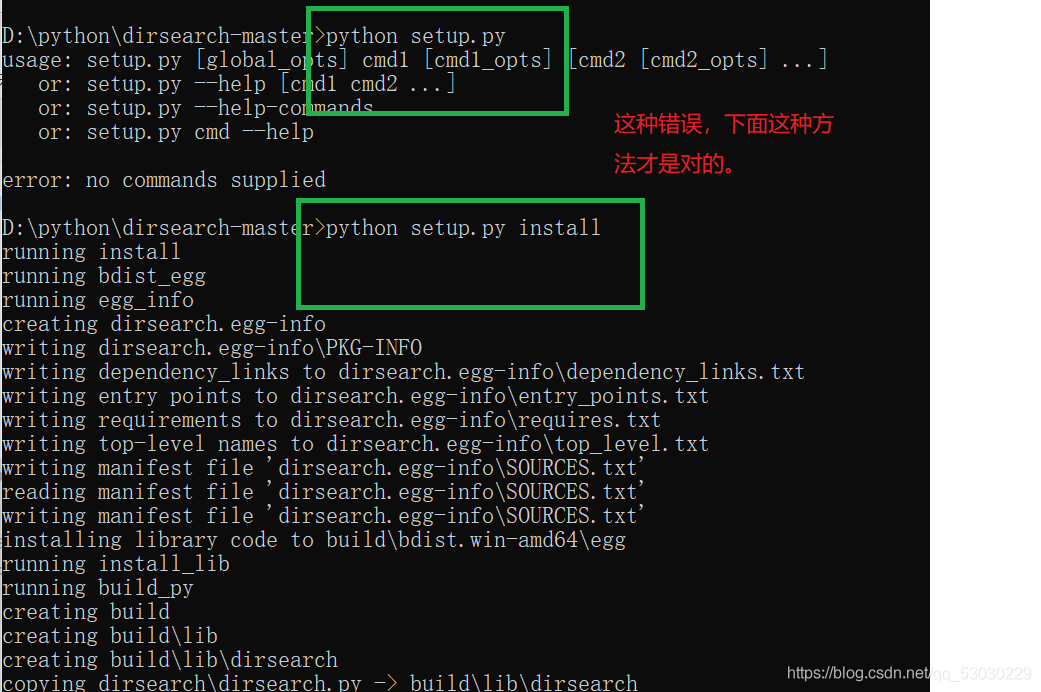 D:\python\dirsearch-master>python setup.py
usage: setup.py [global_opts] cmd1 [cmd1_opts] [cmd2 [cmd2_opts] ...]
   or: setup.py --help [cmd1 cmd2 ...]
   or: setup.py --help-commands
   or: setup.py cmd --help
这种错误，下面这种方
法才是对的。
error: no commands supplied
D:\python\dirsearch-master>python setup.py install
running install
running bdist_egg
running egg_info
creating dirsearch.egg-info
writing dirsearch.egg-info\PKG-INFO
writing dependency_links to dirsearch.egg-info\dependency_links.txt
writing entry points to dirsearch.egg-info\entry_points.txt
writing requirements to dirsearch.egg-info\requires.txt
writing top-level names to dirsearch.egg-info\top_level.txt
writing manifest file 'dirsearch.egg-info\SOURCES.txt'
reading manifest file 'dirsearch.egg-info\SOURCES.txt'
writing manifest file 'dirsearch.egg-info\SOURCES.txt'
installing library code to build\bdist.win-amd64\egg
running install_lib
running build_py
creating build
creating build\lib
creating build\lib\dirsearch
copying dirsearch\dirsearch.py -> build\lib\dirsearch
https://blog.csdn.net/qq_53030229